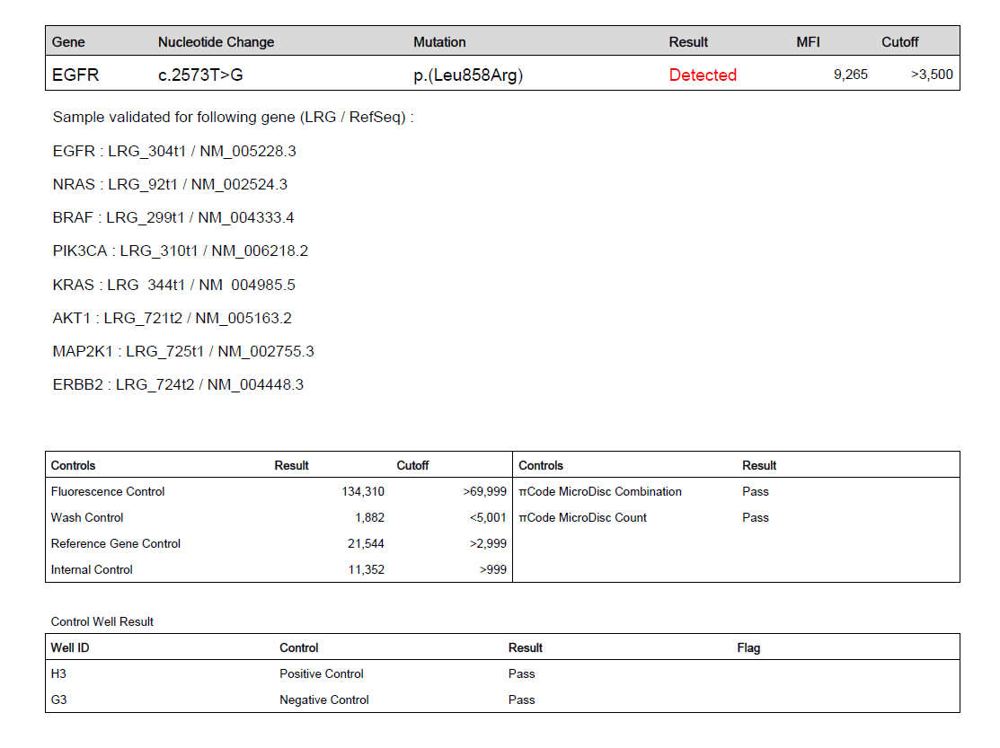 Gene Nucleotide Change Mutation Result MFI Cutoff
EGFR c.2573T>G p.(Leu858Arg) Detected 9,265 >3,500
Sample validated for following gene (LRG / RefSeq) :
EGFR : LRG_304t1 / NM_005228.3
NRAS : LRG_92t1 / NM_002524.3
BRAF : LRG_299t1 / NM_004333.4
PIK3CA : LRG_310t1 / NM_006218.2
KRAS : LRG 344t1 / NM 004985.5
AKT1 : LRG_721t2 / NM_005163.2
MAP2K1 : LRG_725t1 / NM_002755.3
ERBB2 : LRG_724t2 / NM_004448.3
Controls Result Cutoff Controls Result
Fluorescence Control 134,310 >69,999 πCode MicroDisc Combination Pass
Wash Control 1,882 <5,001 πCode MicroDisc Count Pass
Reference Gene Control 21,544 >2,999
Internal Control 11,352 >999
Control Well Result
Well ID Control Result Flag
H3 Positive Control Pass
G3 Negative Control Pass